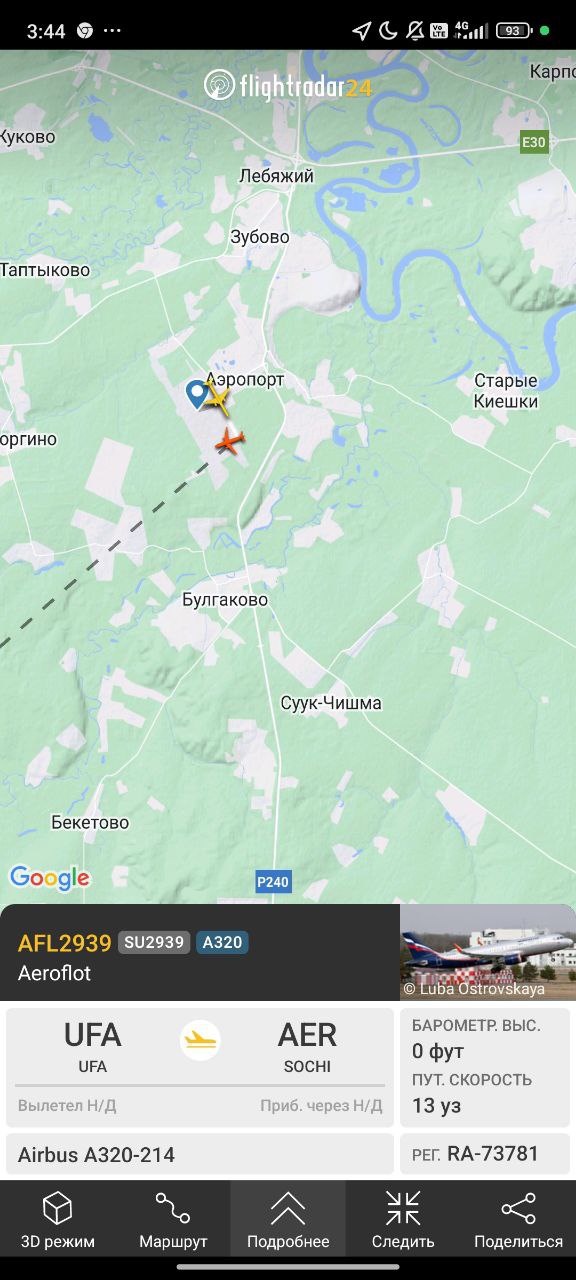 3:44
Vo LTE 4G 93
flightradar24
Карпо
Жуково
E30
Лебяжий
Зубово
Таптыково
Аэропорт
Старые
Киешки
оргино
Булгаково
Суук-Чишма
Бекетово
Google
P240
AFL2939 SU2939 A320
Aeroflot
© Luba Ostrovskaya
UFA AER
UFA SOCHI
Вылетел Н/Д Приб. через Н/Д
БАРОМЕТР. ВЫС.
0 фут
ПУТ. СКОРОСТЬ
13 уз
Airbus A320-214
РЕГ. RA-73781
3D режим Маршрут Подробнее Следить Поделиться